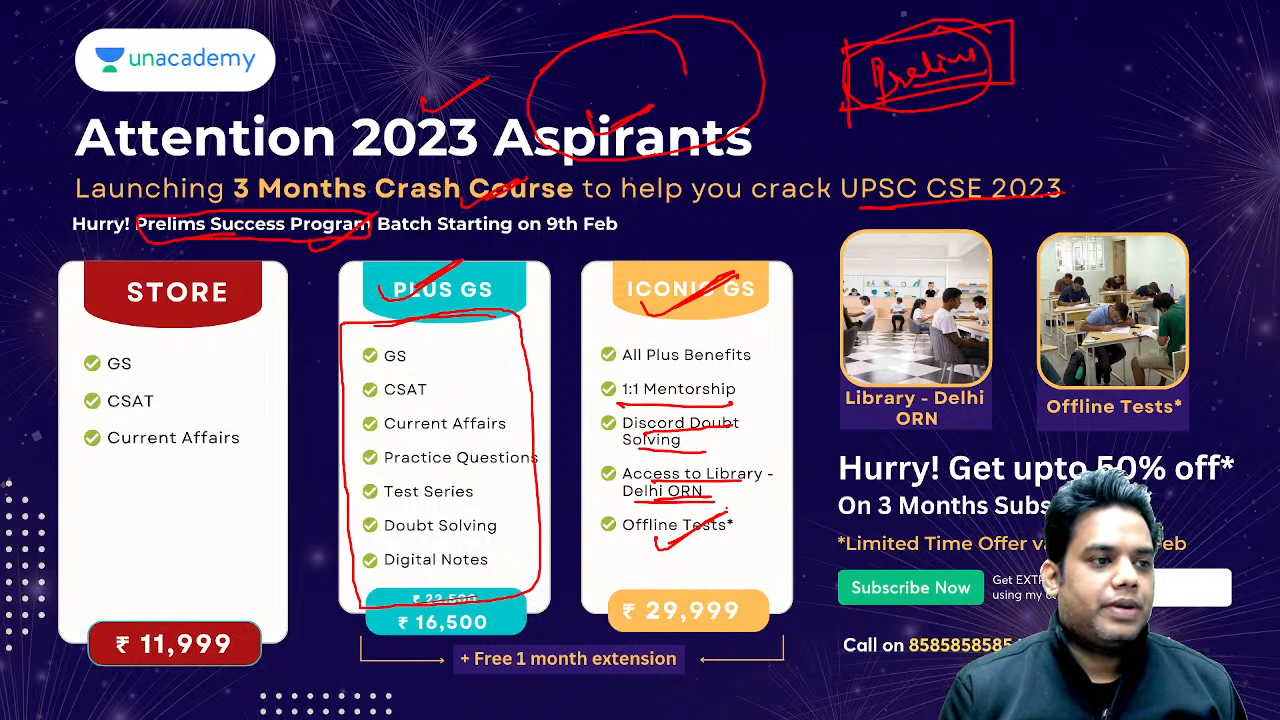 unacademy
Prelims
Attention 2023 Aspirants
Launching 3 Months Crash Course to help you crack UPSC CSE 2023
Hurry! Prelims Success Program Batch Starting on 9th Feb
STORE
GS
CSAT
Current Affairs
₹ 11,999
PLUS GS
GS
CSAT
Current Affairs
Practice Questions
Test Series
Doubt Solving
Digital Notes
₹ 23,500
₹ 16,500
ICONIC GS
All Plus Benefits
1:1 Mentorship
Discord Doubt
Solving
Access to Library -
Delhi ORN
Offline Tests*
₹ 29,999
+ Free 1 month extension
Library - Delhi
ORN
Offline Tests*
Hurry! Get upto 50% off*
On 3 Months
*Limited Time Offer
Subscribe Now
Get
using my
Call on 8585858585